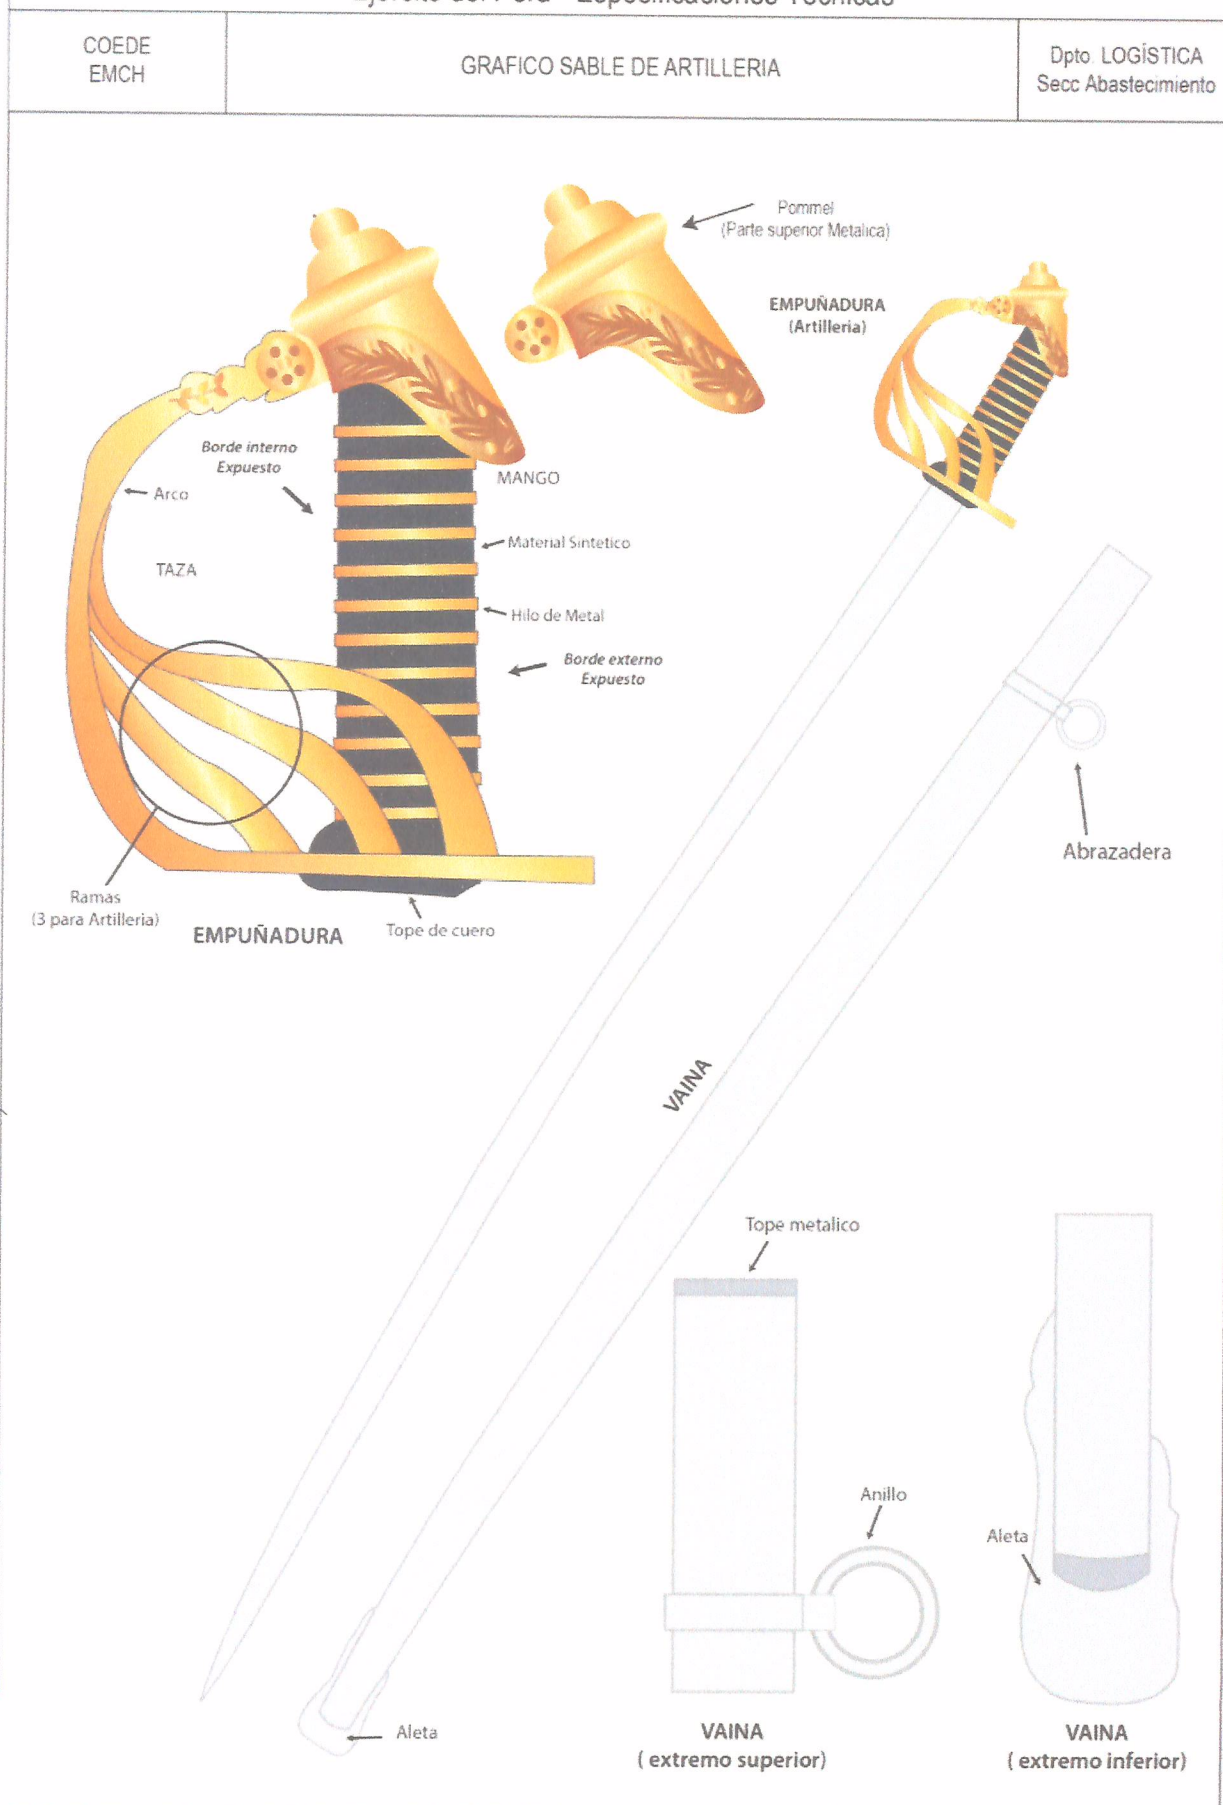 COEDE
EMCH
GRAFICO SABLE DE ARTILLERIA
Dpto. LOGÍSTICA
Secc Abastecimiento
Pommel
(Parte superior Metalica)
EMPUÑADURA
(Artilleria)
Borde interno
Expuesto
MANGO
Arco
Material Sintetico
TAZA
Hilo de Metal
Borde externo
Expuesto
Abrazadera
Ramas
(3 para Artilleria)
EMPUÑADURA
Tope de cuero
VAINA
Tope metalico
Anillo
Aleta
Aleta
VAINA
( extremo superior)
VAINA
( extremo inferior)